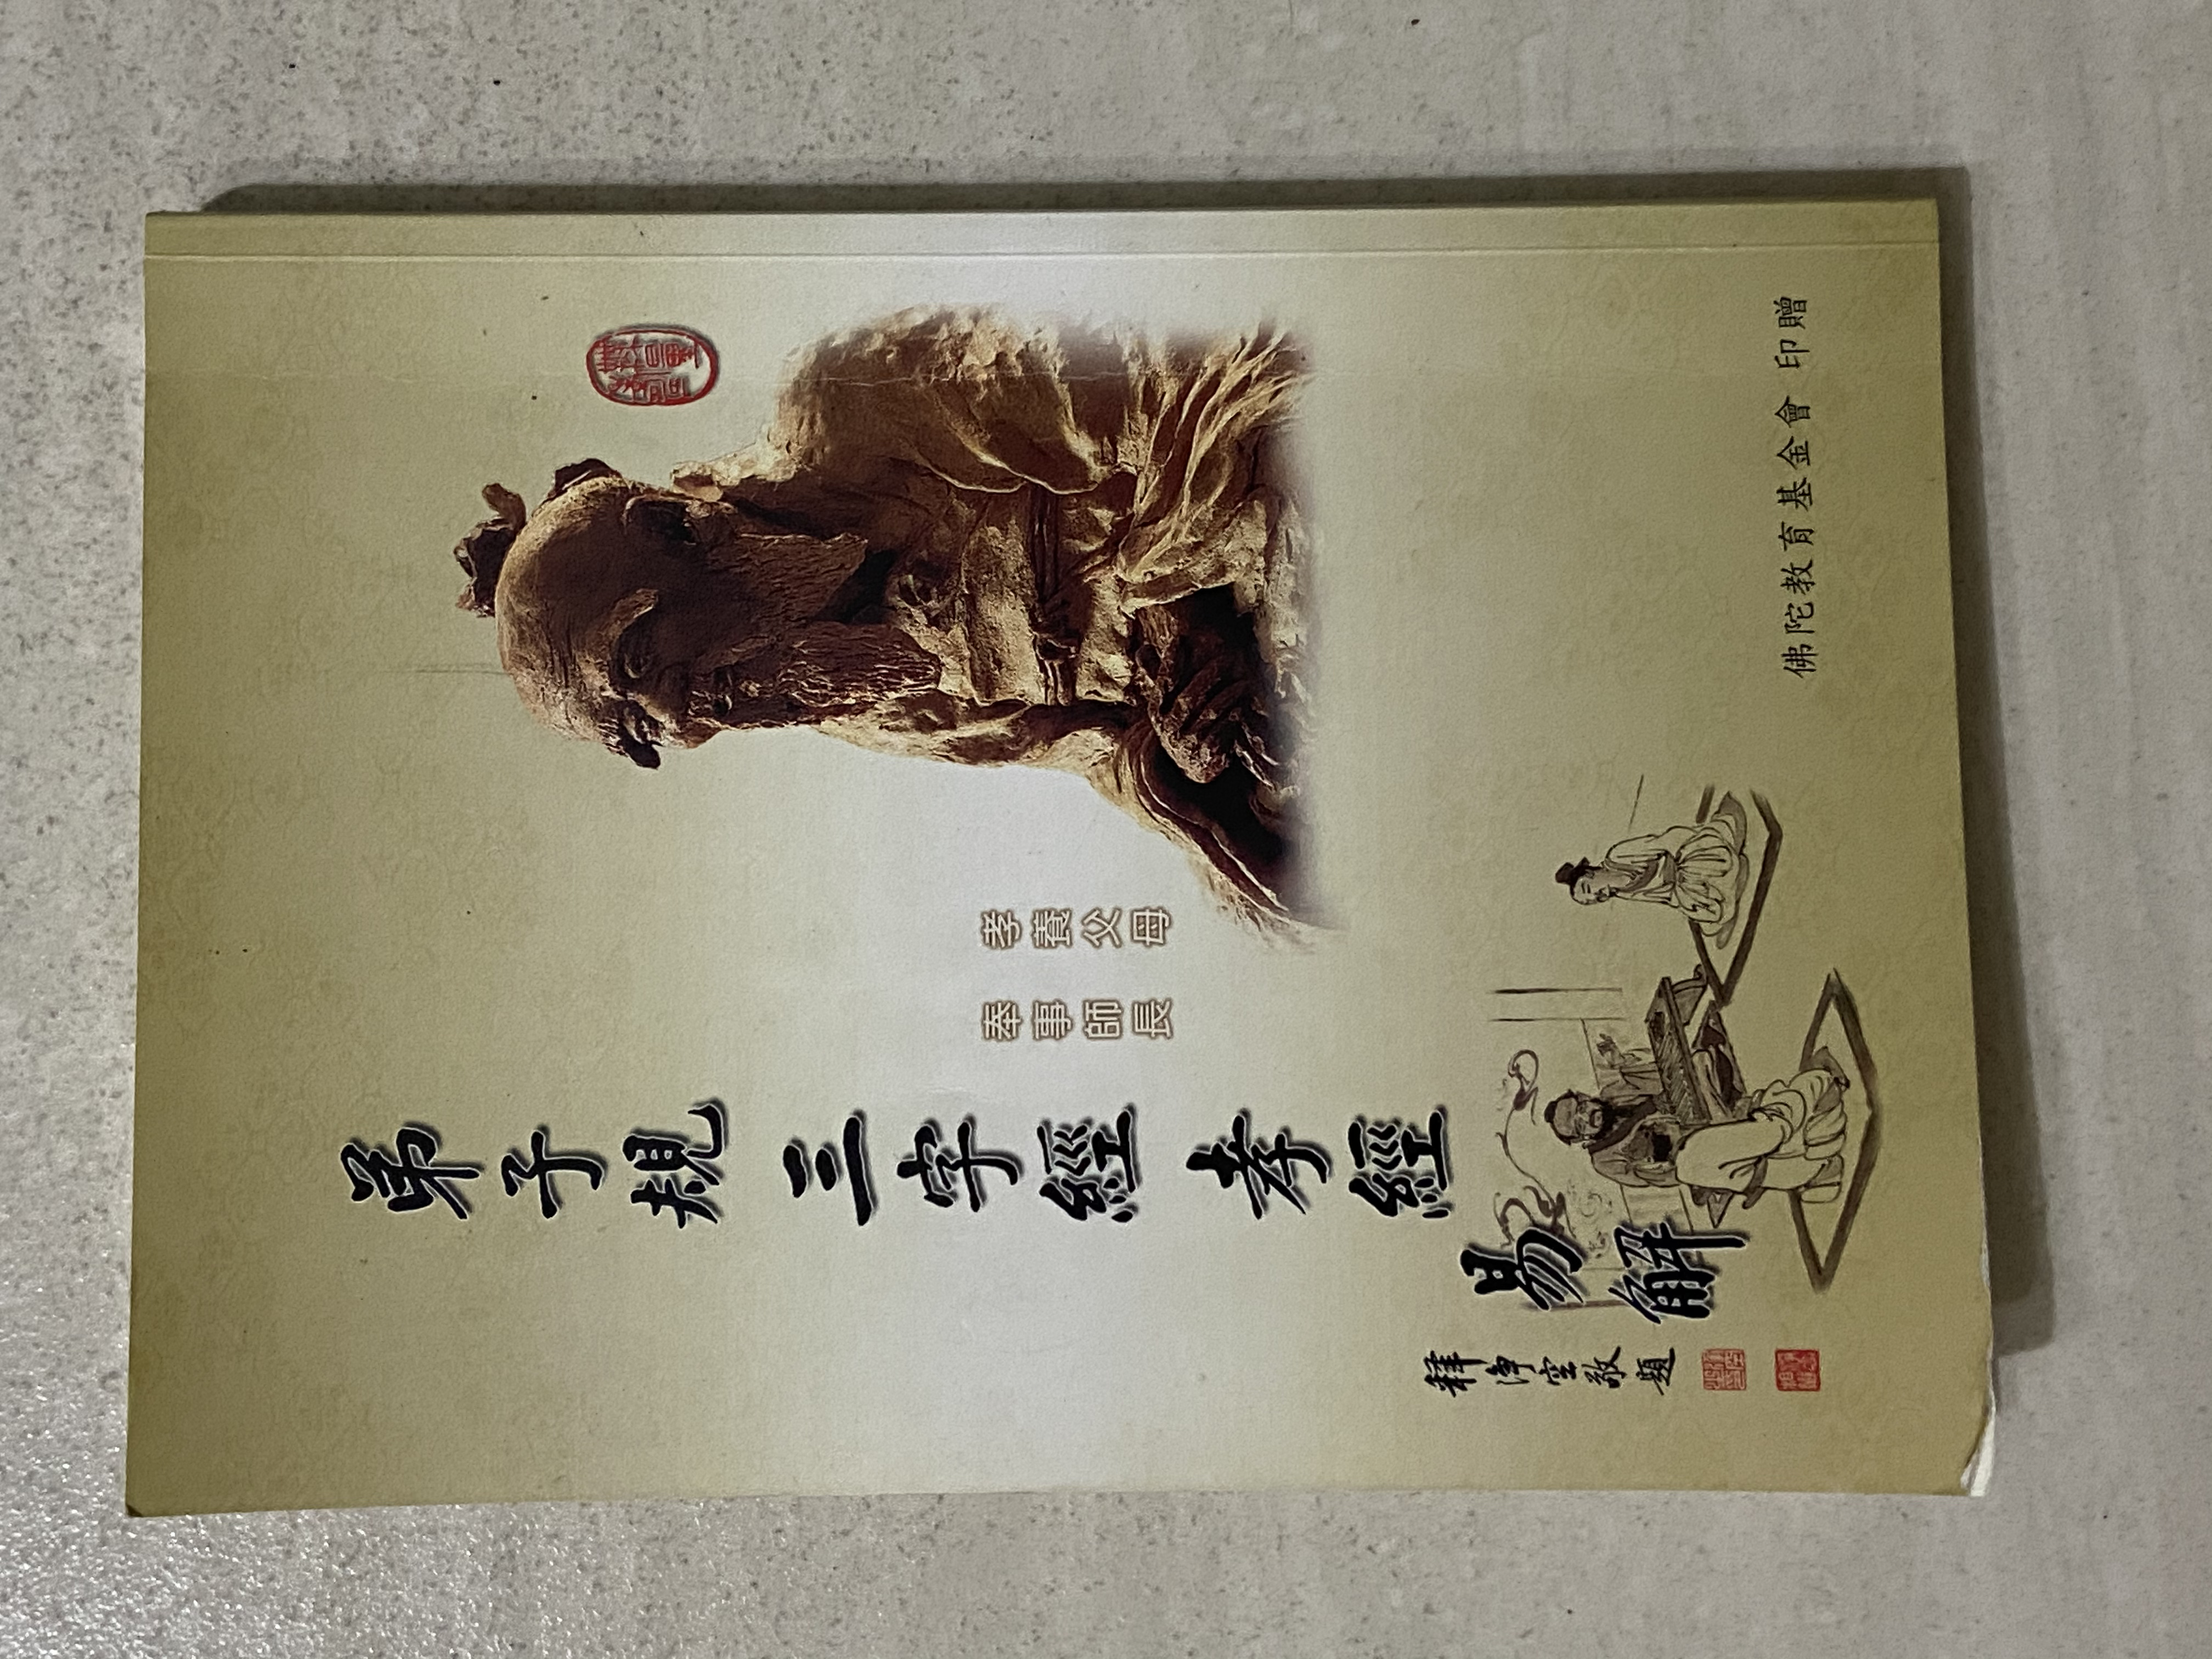 弟子規 三字經 孝經
易解
釋淨空敬題
孝養父母
奉事師長
佛陀教育基金會 印贈